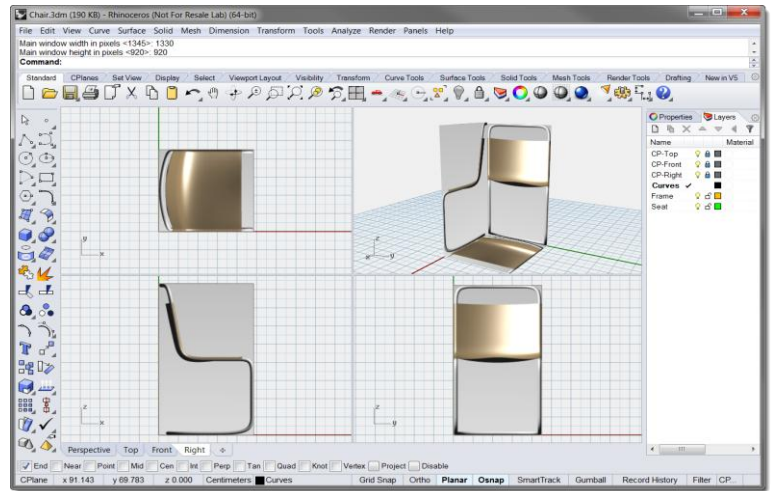 Chair.3dm (190 KB) - Rhinoceros (Not For Resale Lab) (64-bit)
File Edit View Curve Surface Solid Mesh Dimension Transform Tools Analyze Render Panels Help
Main window width in pixels <1345>: 1330
Main window height in pixels <920>: 920
Command:
Standard CPlanes Set View Display Select Viewport Layout Visibility Transform Curve Tools Surface Tools Solid Tools Mesh Tools Render Tools Drafting New in V5
Properties Layers
Name Material
CP-Top
CP-Front
CP-Right
Curves
Frame
Seat
y
x
z
y
z
x
z
y
Perspective Top Front Right
End Near Point Mid Cen Int Perp Tan Quad Knot Vertex Project Disable
CPlane x 91.143 y 69.783 z 0.000 Centimeters Curves Grid Snap Ortho Planar Osnap SmartTrack Gumball Record History Filter CP...